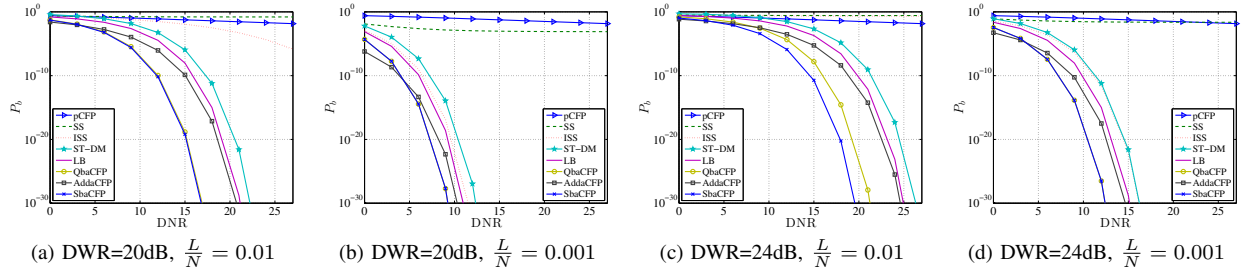 10^0
10^{-10}
10^{-20}
10^{-30}
P_b
0 5 10 15 20 25
DNR
pCFP
SS
ISS
ST−DM
LB
QbaCFP
AddaCFP
SbaCFP
(a) DWR=20dB, \frac{L}{N} = 0.01
10^0
10^{-10}
10^{-20}
10^{-30}
P_b
0 5 10 15 20 25
DNR
pCFP
SS
ISS
ST−DM
LB
QbaCFP
AddaCFP
SbaCFP
(b) DWR=20dB, \frac{L}{N} = 0.001
10^0
10^{-10}
10^{-20}
10^{-30}
P_b
0 5 10 15 20 25
DNR
pCFP
SS
ISS
ST−DM
LB
QbaCFP
AddaCFP
SbaCFP
(c) DWR=24dB, \frac{L}{N} = 0.01
10^0
10^{-10}
10^{-20}
10^{-30}
P_b
0 5 10 15 20 25
DNR
pCFP
SS
ISS
ST−DM
LB
QbaCFP
AddaCFP
SbaCFP
(d) DWR=24dB, \frac{L}{N} = 0.001